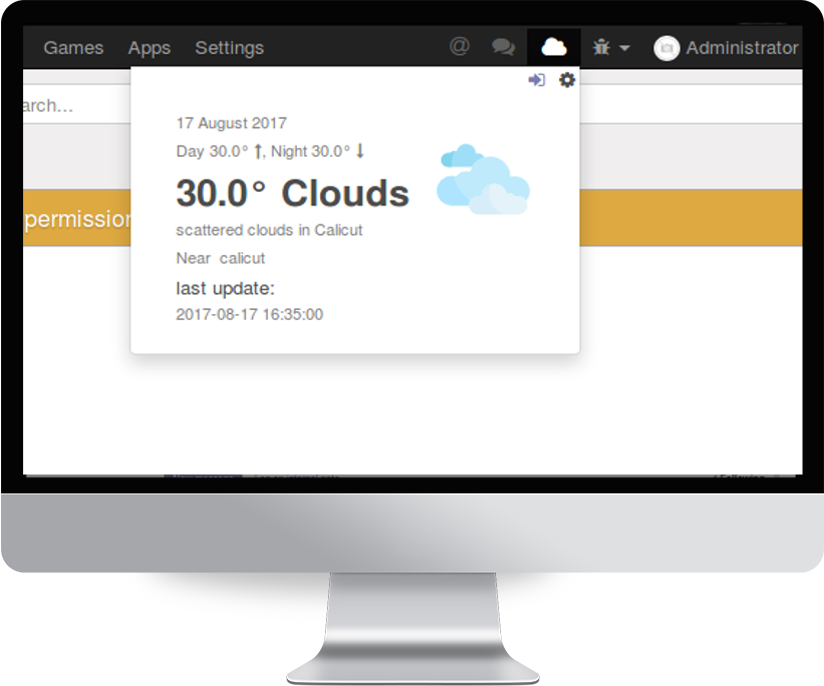 Games Apps Settings @ Administrator
arch...
17 August 2017
Day 30.0° ↑, Night 30.0° ↓
30.0° Clouds
permission
scattered clouds in Calicut
Near calicut
last update:
2017-08-17 16:35:00